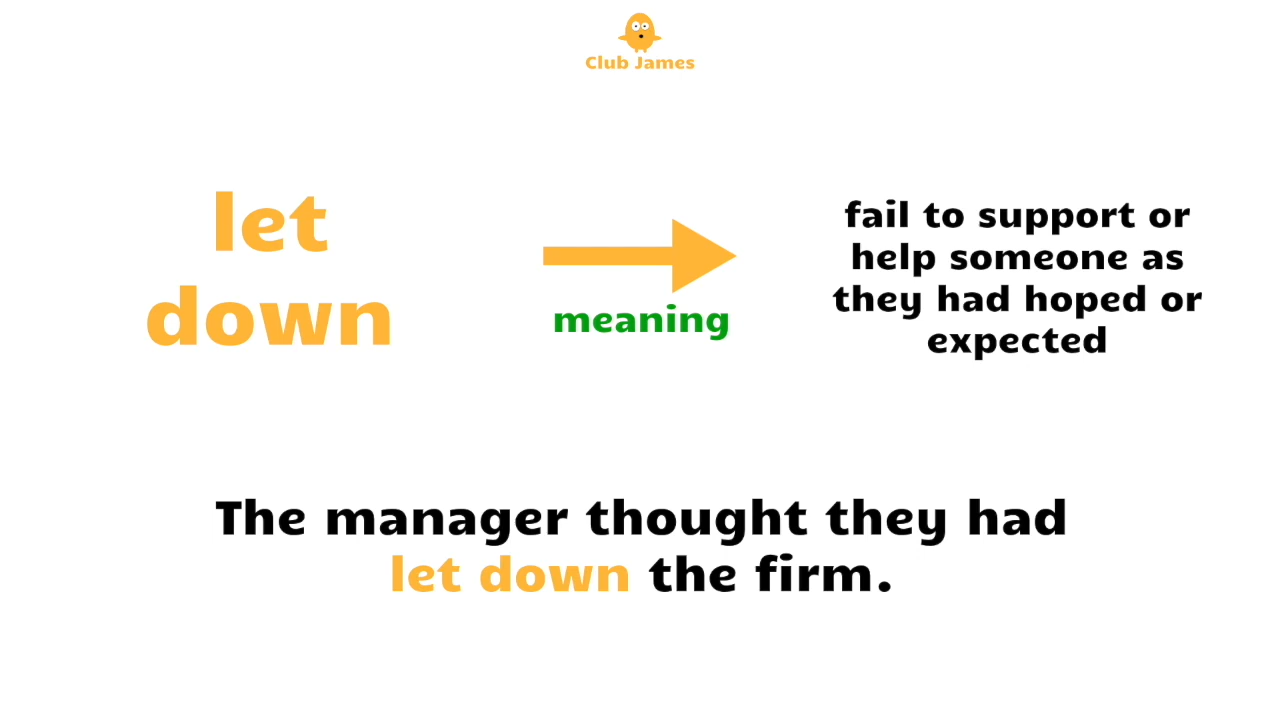 Club James
let
down
meaning
fail to support or
help someone as
they had hoped or
expected
The manager thought they had
let down the firm.